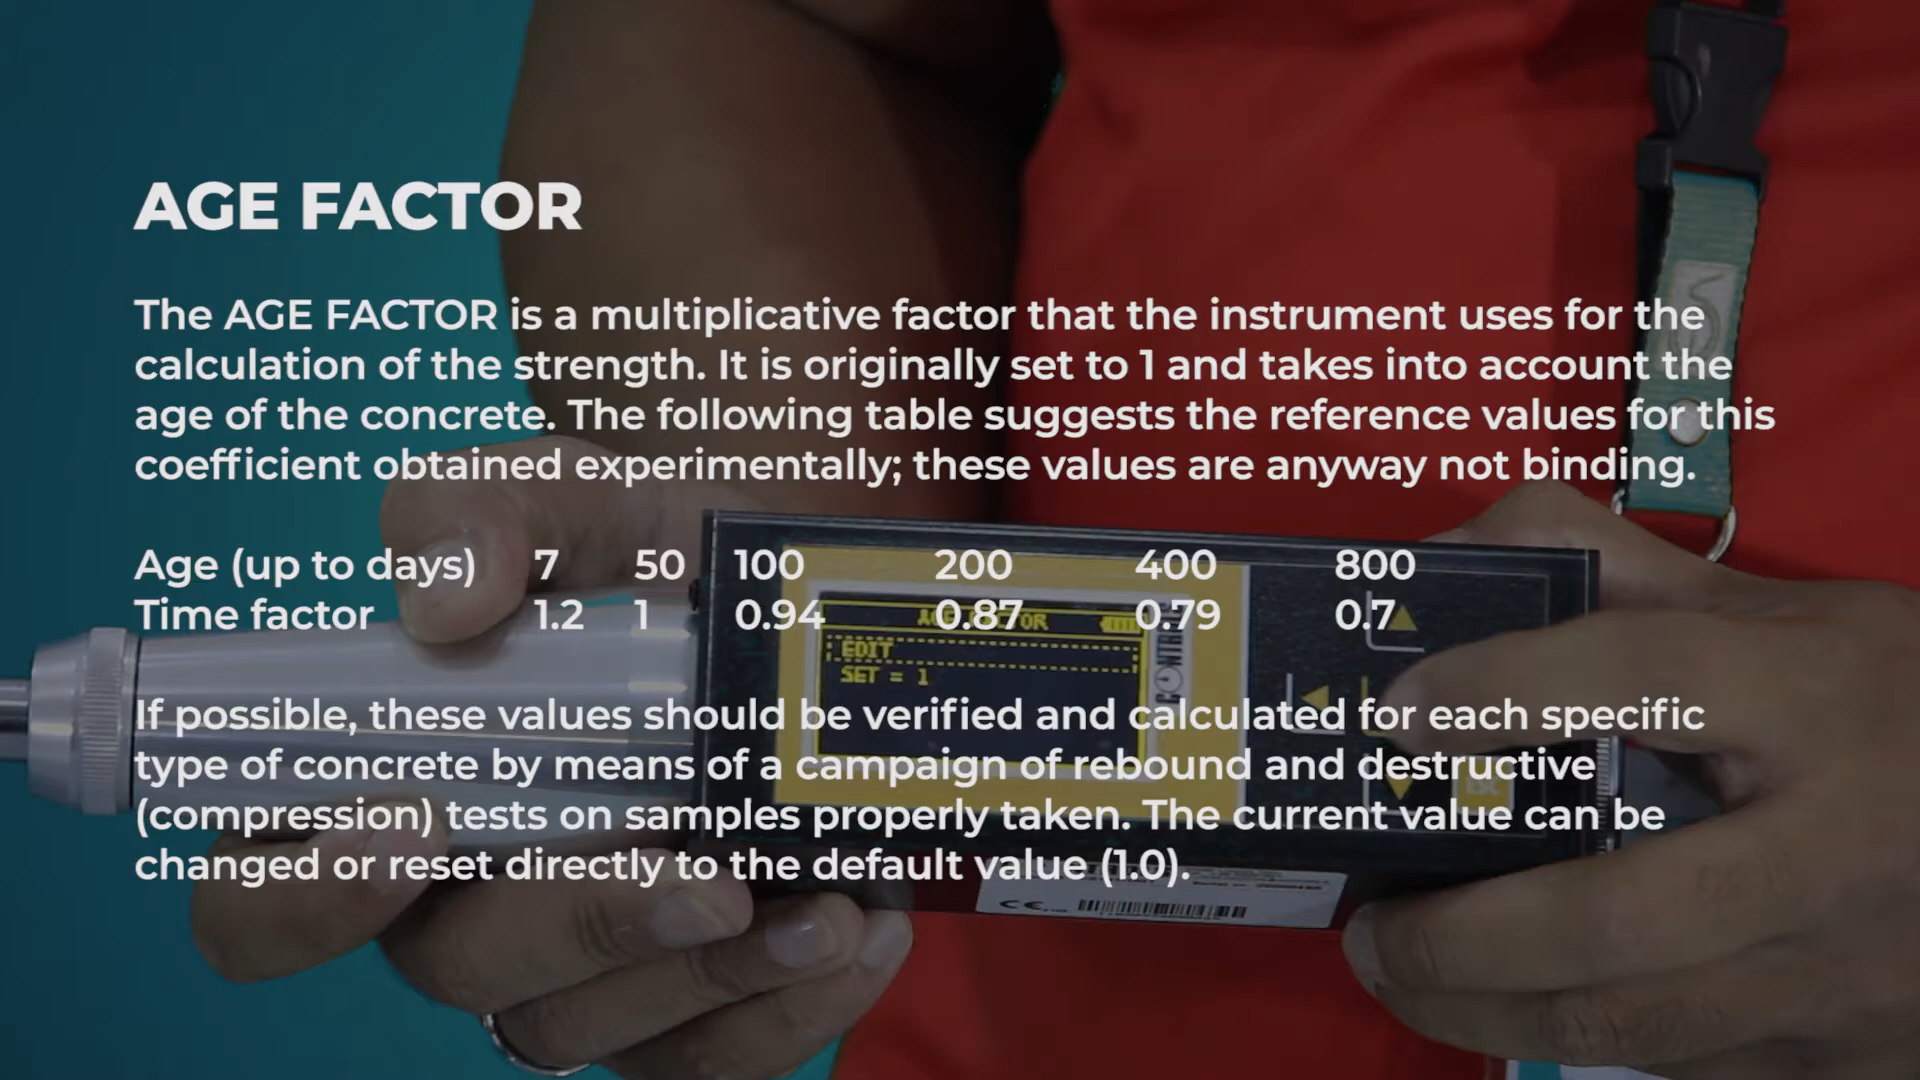 AGE FACTOR
The AGE FACTOR is a multiplicative factor that the instrument uses for the
calculation of the strength. It is originally set to 1 and takes into account the
age of the concrete. The following table suggests the reference values for this
coefficient obtained experimentally; these values are anyway not binding.
Age (up to days) 7 50 100 200 400 800
Time factor 1.2 1 0.94 0.87 0.79 0.7
AGE FACTOR
EDIT
SET = 1
If possible, these values should be verified and calculated for each specific
type of concrete by means of a campaign of rebound and destructive
(compression) tests on samples properly taken. The current value can be
changed or reset directly to the default value (1.0).
CE